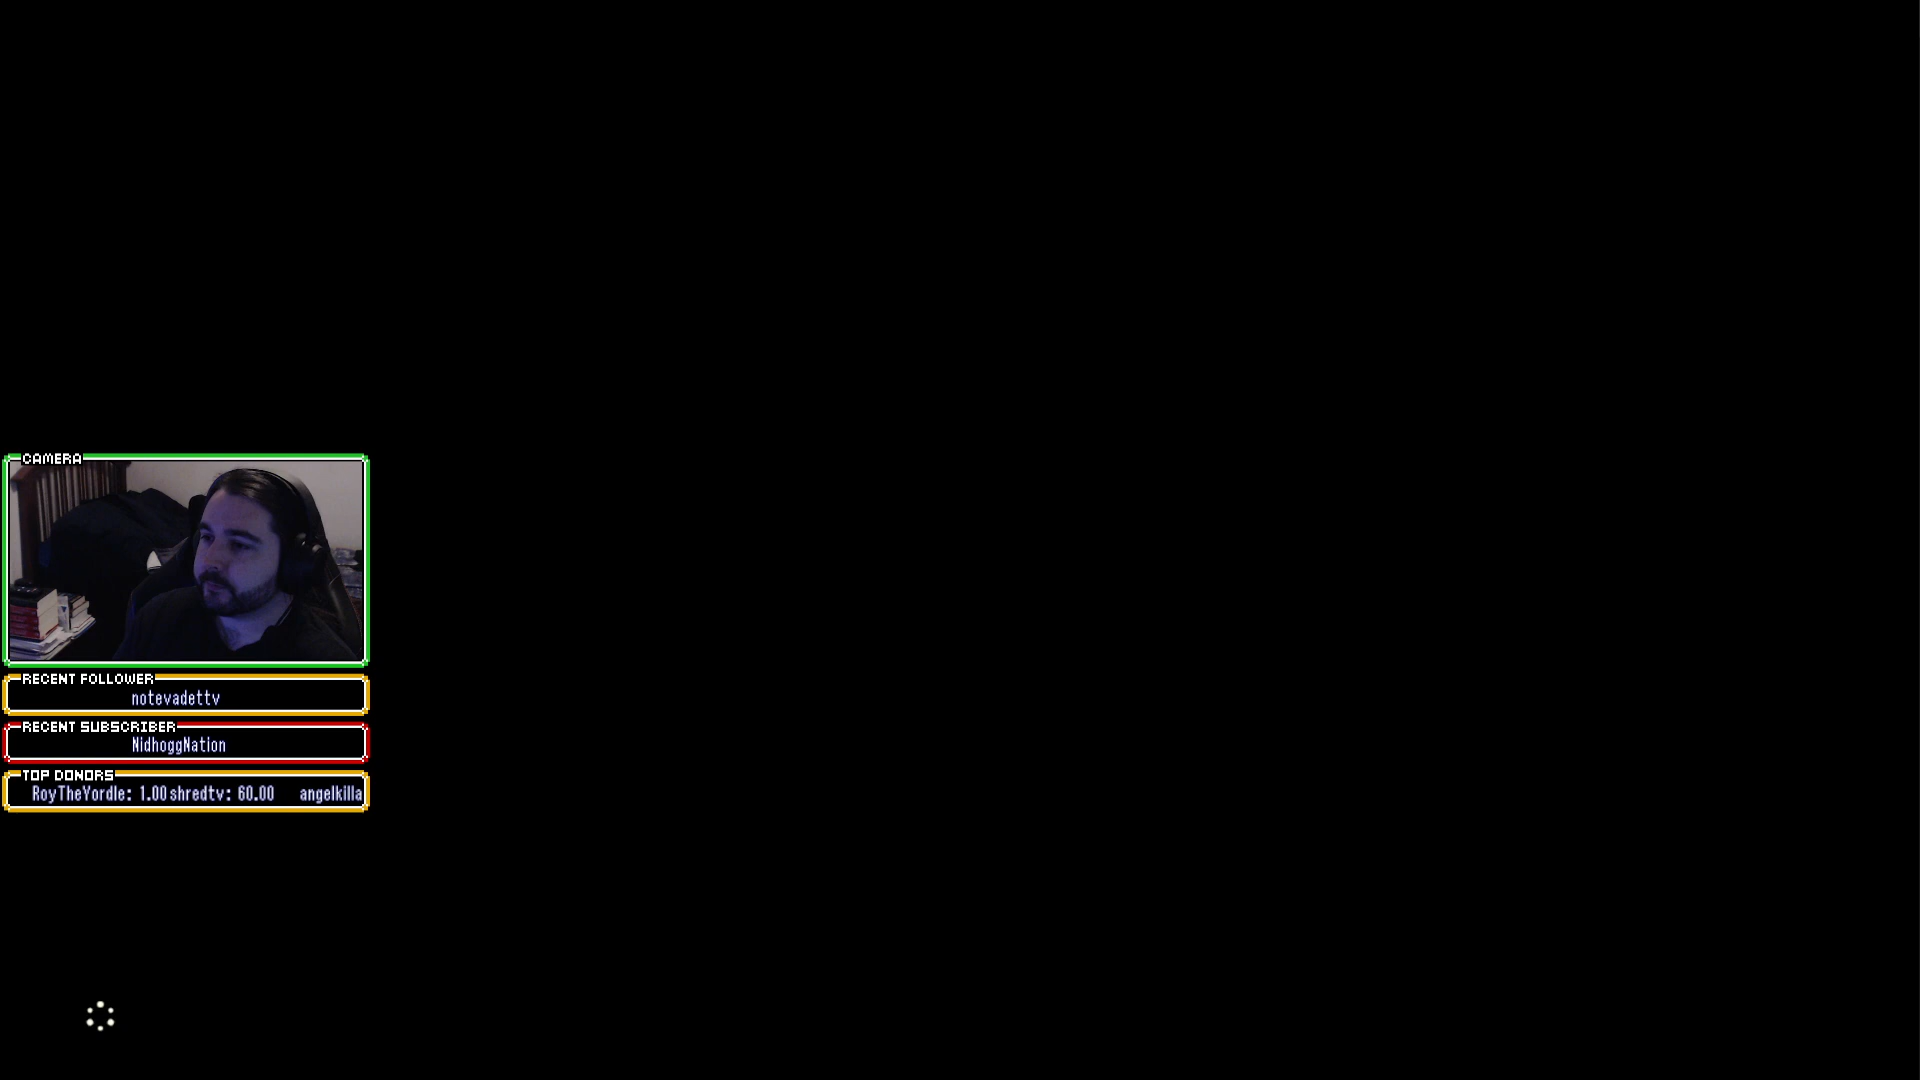 CAMERA
RECENT FOLLOWER
notevadettv
RECENT SUBSCRIBER
NidhoggNation
TOP DONORS
RoyTheYordle: 1.00 shredtv: 60.00 angelkilla